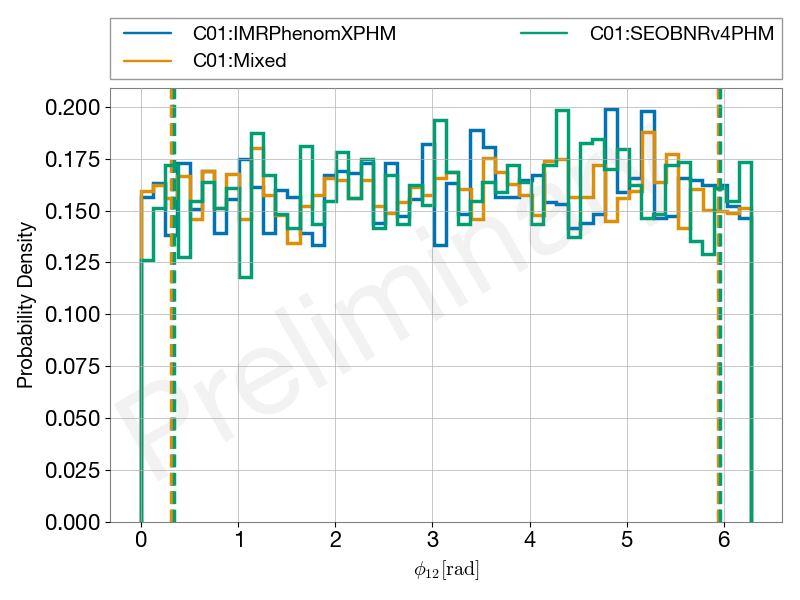 C01:IMRPhenomXPHM
C01:SEOBNRv4PHM
C01:Mixed
0.200
0.175
0.150
0.125
0.100
0.075
0.050
0.025
0.000
Probability Density
Preliminary
0 1 2 3 4 5 6
ϕ₁₂[rad]